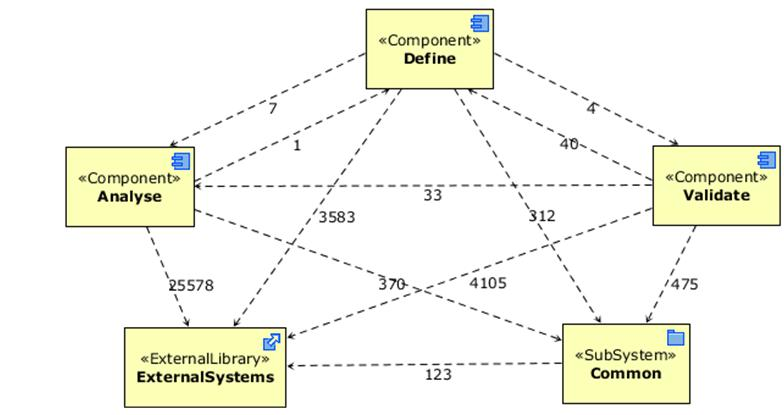 «Component»
Define
7
4
1
40
«Component»
Analyse
«Component»
Validate
33
3583
312
25578
370
4105
475
«ExternalLibrary»
ExternalSystems
«SubSystem»
Common
123